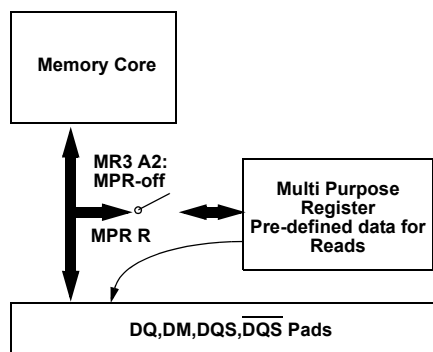 Memory Core
MR3 A2:
MPR-off
MPR R
Multi Purpose
Register
Pre-defined data for
Reads
DQ,DM,DQS,D̅Q̅S̅ Pads